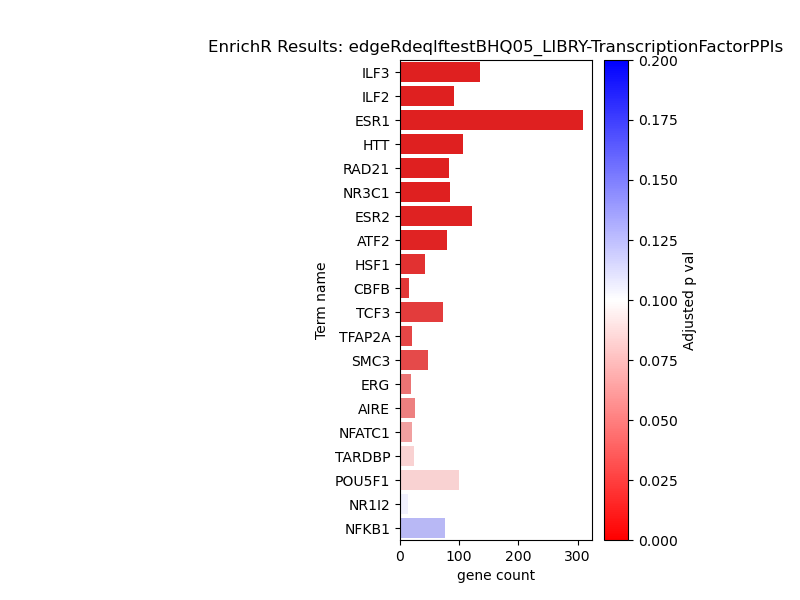 EnrichR Results: edgeRdeqlftestBHQ05_LIBRY-TranscriptionFactorPPIs
ILF3
ILF2
ESR1
HTT
RAD21
NR3C1
ESR2
ATF2
HSF1
CBFB
TCF3
TFAP2A
SMC3
ERG
AIRE
NFATC1
TARDBP
POU5F1
NR1I2
NFKB1
Term name
0 100 200 300
gene count
0.200
0.175
0.150
0.125
0.100
0.075
0.050
0.025
0.000
Adjusted p val